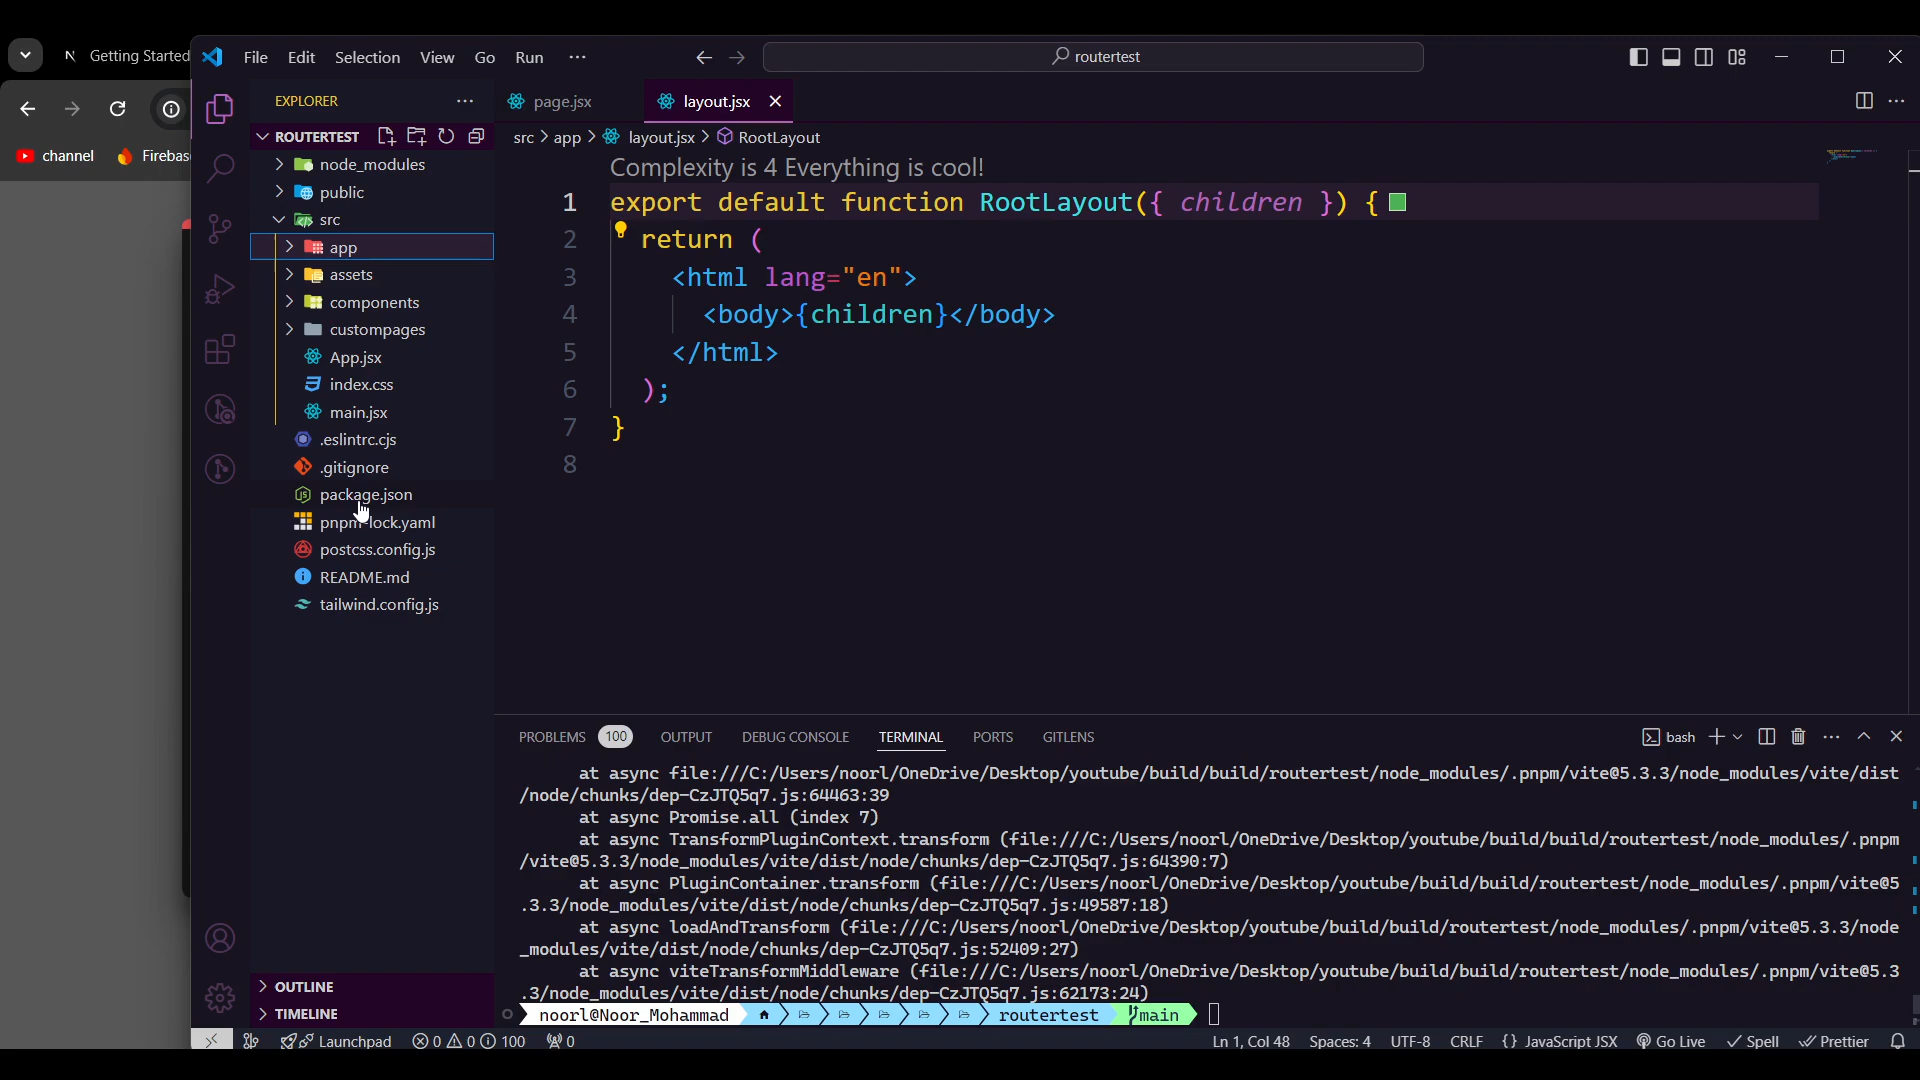 Getting Started
File Edit Selection View Go Run ···
routertest
channel
Firebas
EXPLORER
ROUTERTEST
node_modules
public
src
app
assets
components
custompages
App.jsx
index.css
main.jsx
.eslintrc.cjs
.gitignore
package.json
pnpm-lock.yaml
postcss.config.js
README.md
tailwind.config.js
OUTLINE
TIMELINE
page.jsx
layout.jsx
src > app > layout.jsx > RootLayout
Complexity is 4 Everything is cool!
1 export default function RootLayout({ children }) {
2 return (
3 <html lang="en">
4 <body>{children}</body>
5 </html>
6 );
7 }
8
PROBLEMS 100 OUTPUT DEBUG CONSOLE TERMINAL PORTS GITLENS
bash
at async file:///C:/Users/noorl/OneDrive/Desktop/youtube/build/build/routertest/node_modules/.pnpm/vite@5.3.3/node_modules/vite/dist
/node/chunks/dep-CzJTQ5q7.js:64463:39
at async Promise.all (index 7)
at async TransformPluginContext.transform (file:///C:/Users/noorl/OneDrive/Desktop/youtube/build/build/routertest/node_modules/.pnpm
/vite@5.3.3/node_modules/vite/dist/node/chunks/dep-CzJTQ5q7.js:64390:7)
at async PluginContainer.transform (file:///C:/Users/noorl/OneDrive/Desktop/youtube/build/build/routertest/node_modules/.pnpm/vite@5
.3.3/node_modules/vite/dist/node/chunks/dep-CzJTQ5q7.js:49587:18)
at async loadAndTransform (file:///C:/Users/noorl/OneDrive/Desktop/youtube/build/build/routertest/node_modules/.pnpm/vite@5.3.3/node
_modules/vite/dist/node/chunks/dep-CzJTQ5q7.js:52409:27)
at async viteTransformMiddleware (file:///C:/Users/noorl/OneDrive/Desktop/youtube/build/build/routertest/node_modules/.pnpm/vite@5.3
.3/node_modules/vite/dist/node/chunks/dep-CzJTQ5q7.js:62173:24)
noorl@Noor_Mohammad routertest main
Launchpad 0 0 100 0
Ln 1, Col 48 Spaces: 4 UTF-8 CRLF {} JavaScript JSX Go Live Spell Prettier